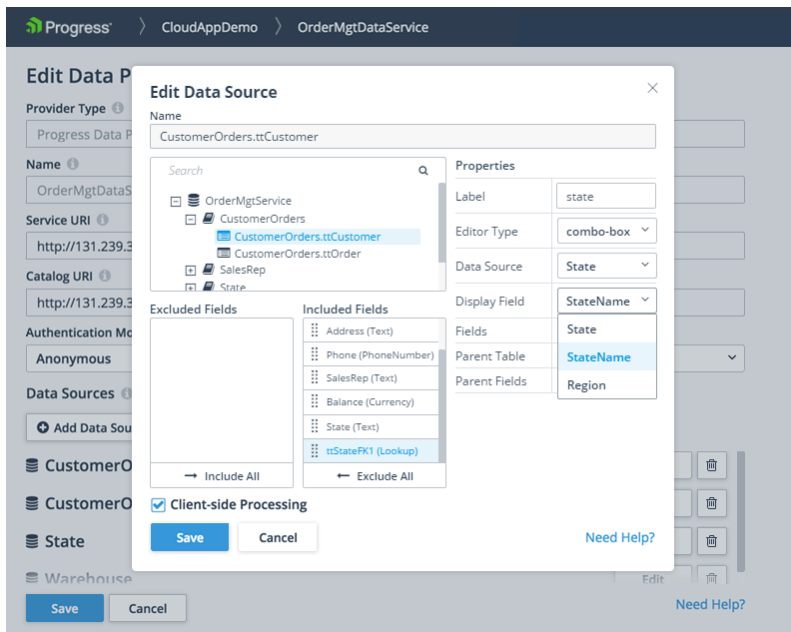 Progress CloudAppDemo OrderMgtDataService
Edit Data P
Provider Type
Progress Data P
Name
OrderMgtDataS
Service URI
http://131.239.3
Catalog URI
http://131.239.3
Authentication Mo
Anonymous
Data Sources
Add Data Sou
CustomerO
CustomerO
State
Warehouse
Edit
Save Cancel
Need Help?
Edit Data Source
Name
CustomerOrders.ttCustomer
Search
OrderMgtService
CustomerOrders
CustomerOrders.ttCustomer
CustomerOrders.ttOrder
SalesRep
State
Excluded Fields
Include All
Included Fields
Address (Text)
Phone (PhoneNumber)
SalesRep (Text)
Balance (Currency)
State (Text)
ttStateFK1 (Lookup)
Exclude All
Properties
Label state
Editor Type combo-box
Data Source State
Display Field StateName
Fields
Parent Table
Parent Fields
State
StateName
Region
Client-side Processing
Save Cancel
Need Help?